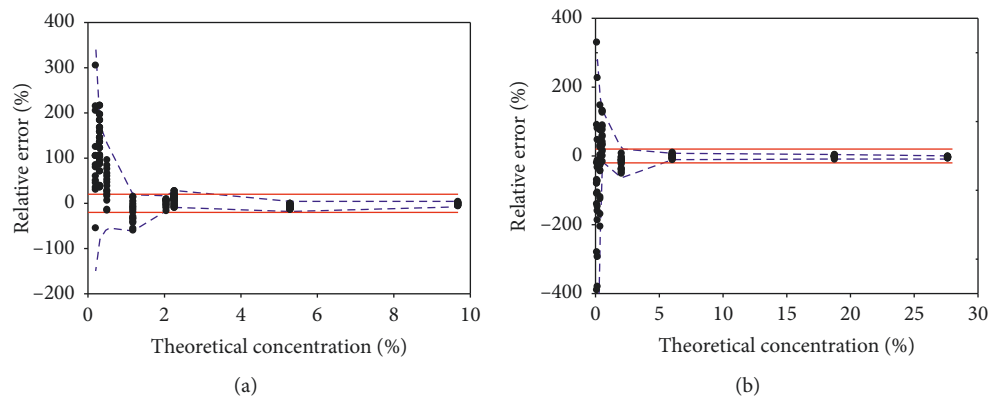 400
300
200
100
0
−100
−200
Relative error (%)
0 2 4 6 8 10
Theoretical concentration (%)
(a)
400
200
0
−200
−400
Relative error (%)
0 5 10 15 20 25 30
Theoretical concentration (%)
(b)